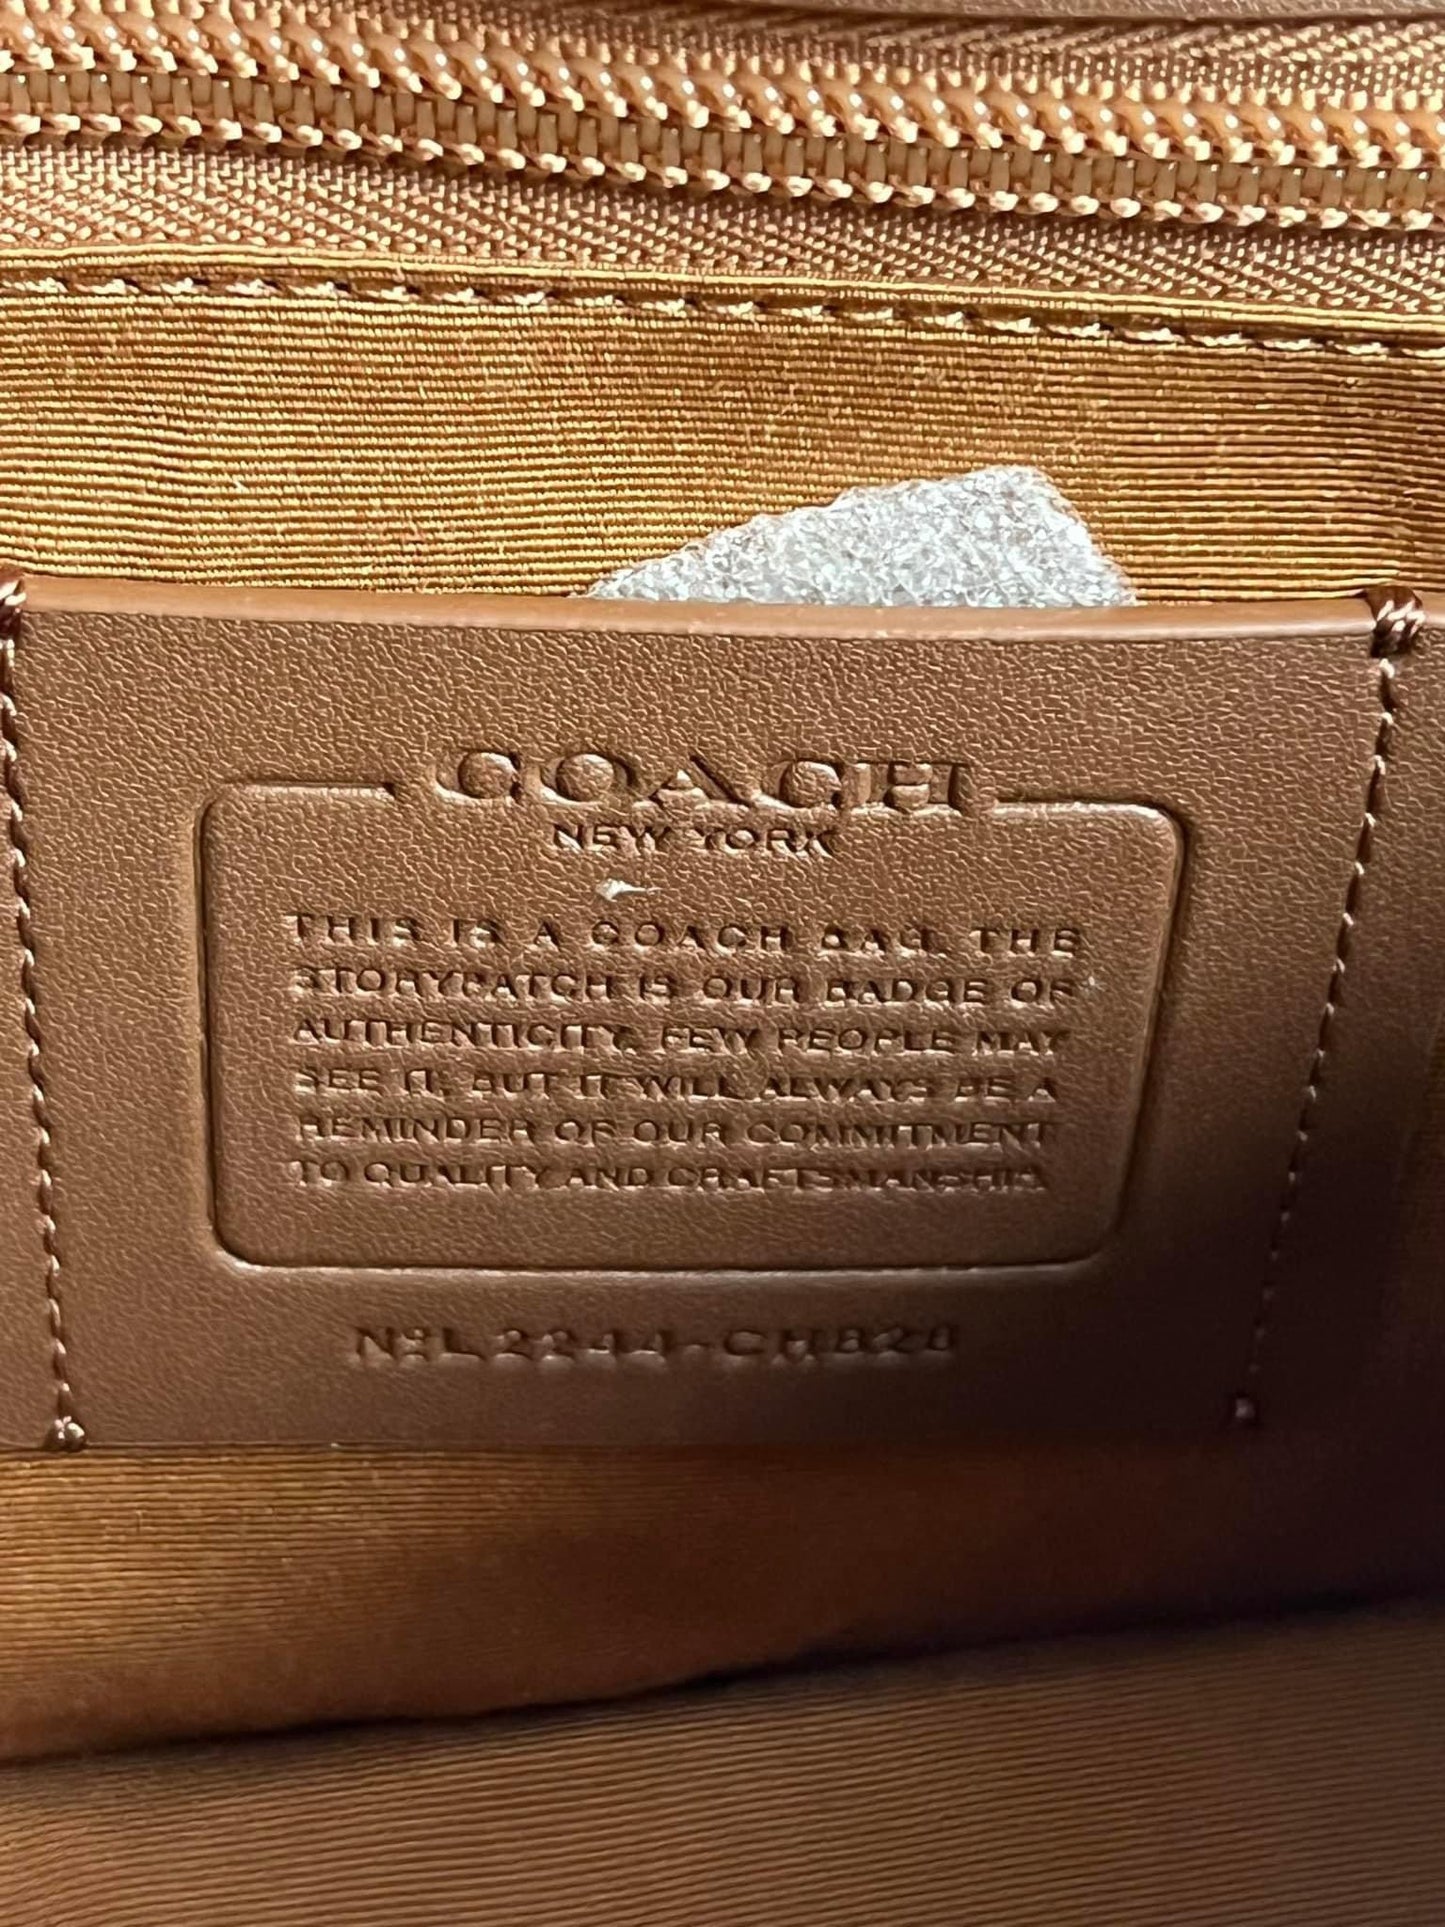 COACH
NEW YORK
THIS IS A COACH BAG. THE
STORYPATCH IS OUR BADGE OF
AUTHENTICITY. FEW PEOPLE MAY
SEE IT, BUT IT WILL ALWAYS BE A
REMINDER OF OUR COMMITMENT
TO QUALITY AND CRAFTSMANSHIP.
Nº L2244-CH820